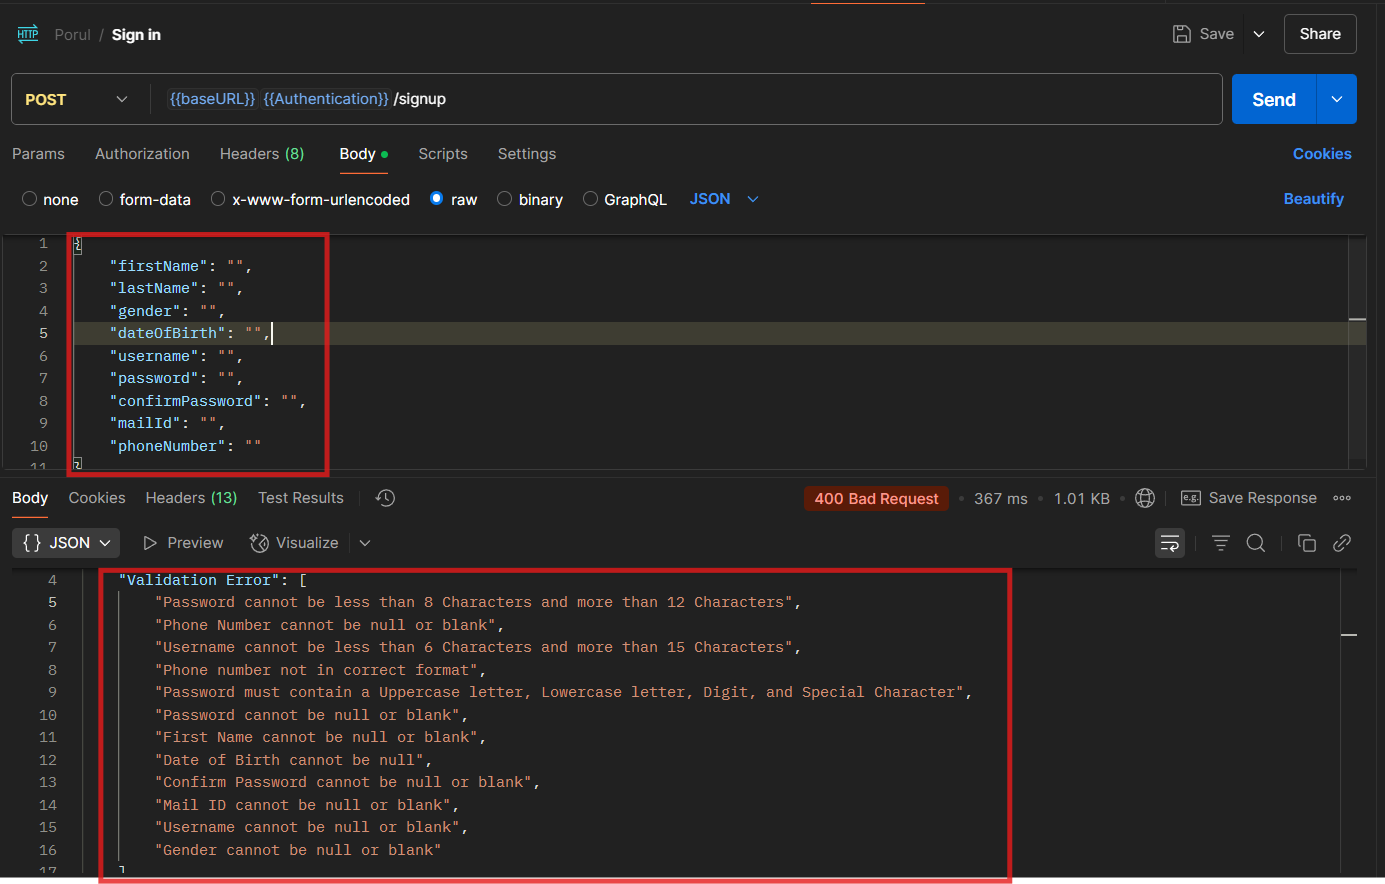 HTTP Porul / Sign in Save Share
POST {{baseURL}} {{Authentication}} /signup Send
Params Authorization Headers (8) Body Scripts Settings Cookies
none form-data x-www-form-urlencoded raw binary GraphQL JSON Beautify
1 {
2 "firstName": "",
3 "lastName": "",
4 "gender": "",
5 "dateOfBirth": "",
6 "username": "",
7 "password": "",
8 "confirmPassword": "",
9 "mailId": "",
10 "phoneNumber": ""
11 }
Body Cookies Headers (13) Test Results 400 Bad Request • 367 ms • 1.01 KB • e.g. Save Response
{} JSON Preview Visualize
4 "Validation Error": [
5 "Password cannot be less than 8 Characters and more than 12 Characters",
6 "Phone Number cannot be null or blank",
7 "Username cannot be less than 6 Characters and more than 15 Characters",
8 "Phone number not in correct format",
9 "Password must contain a Uppercase letter, Lowercase letter, Digit, and Special Character",
10 "Password cannot be null or blank",
11 "First Name cannot be null or blank",
12 "Date of Birth cannot be null",
13 "Confirm Password cannot be null or blank",
14 "Mail ID cannot be null or blank",
15 "Username cannot be null or blank",
16 "Gender cannot be null or blank"
17 ]